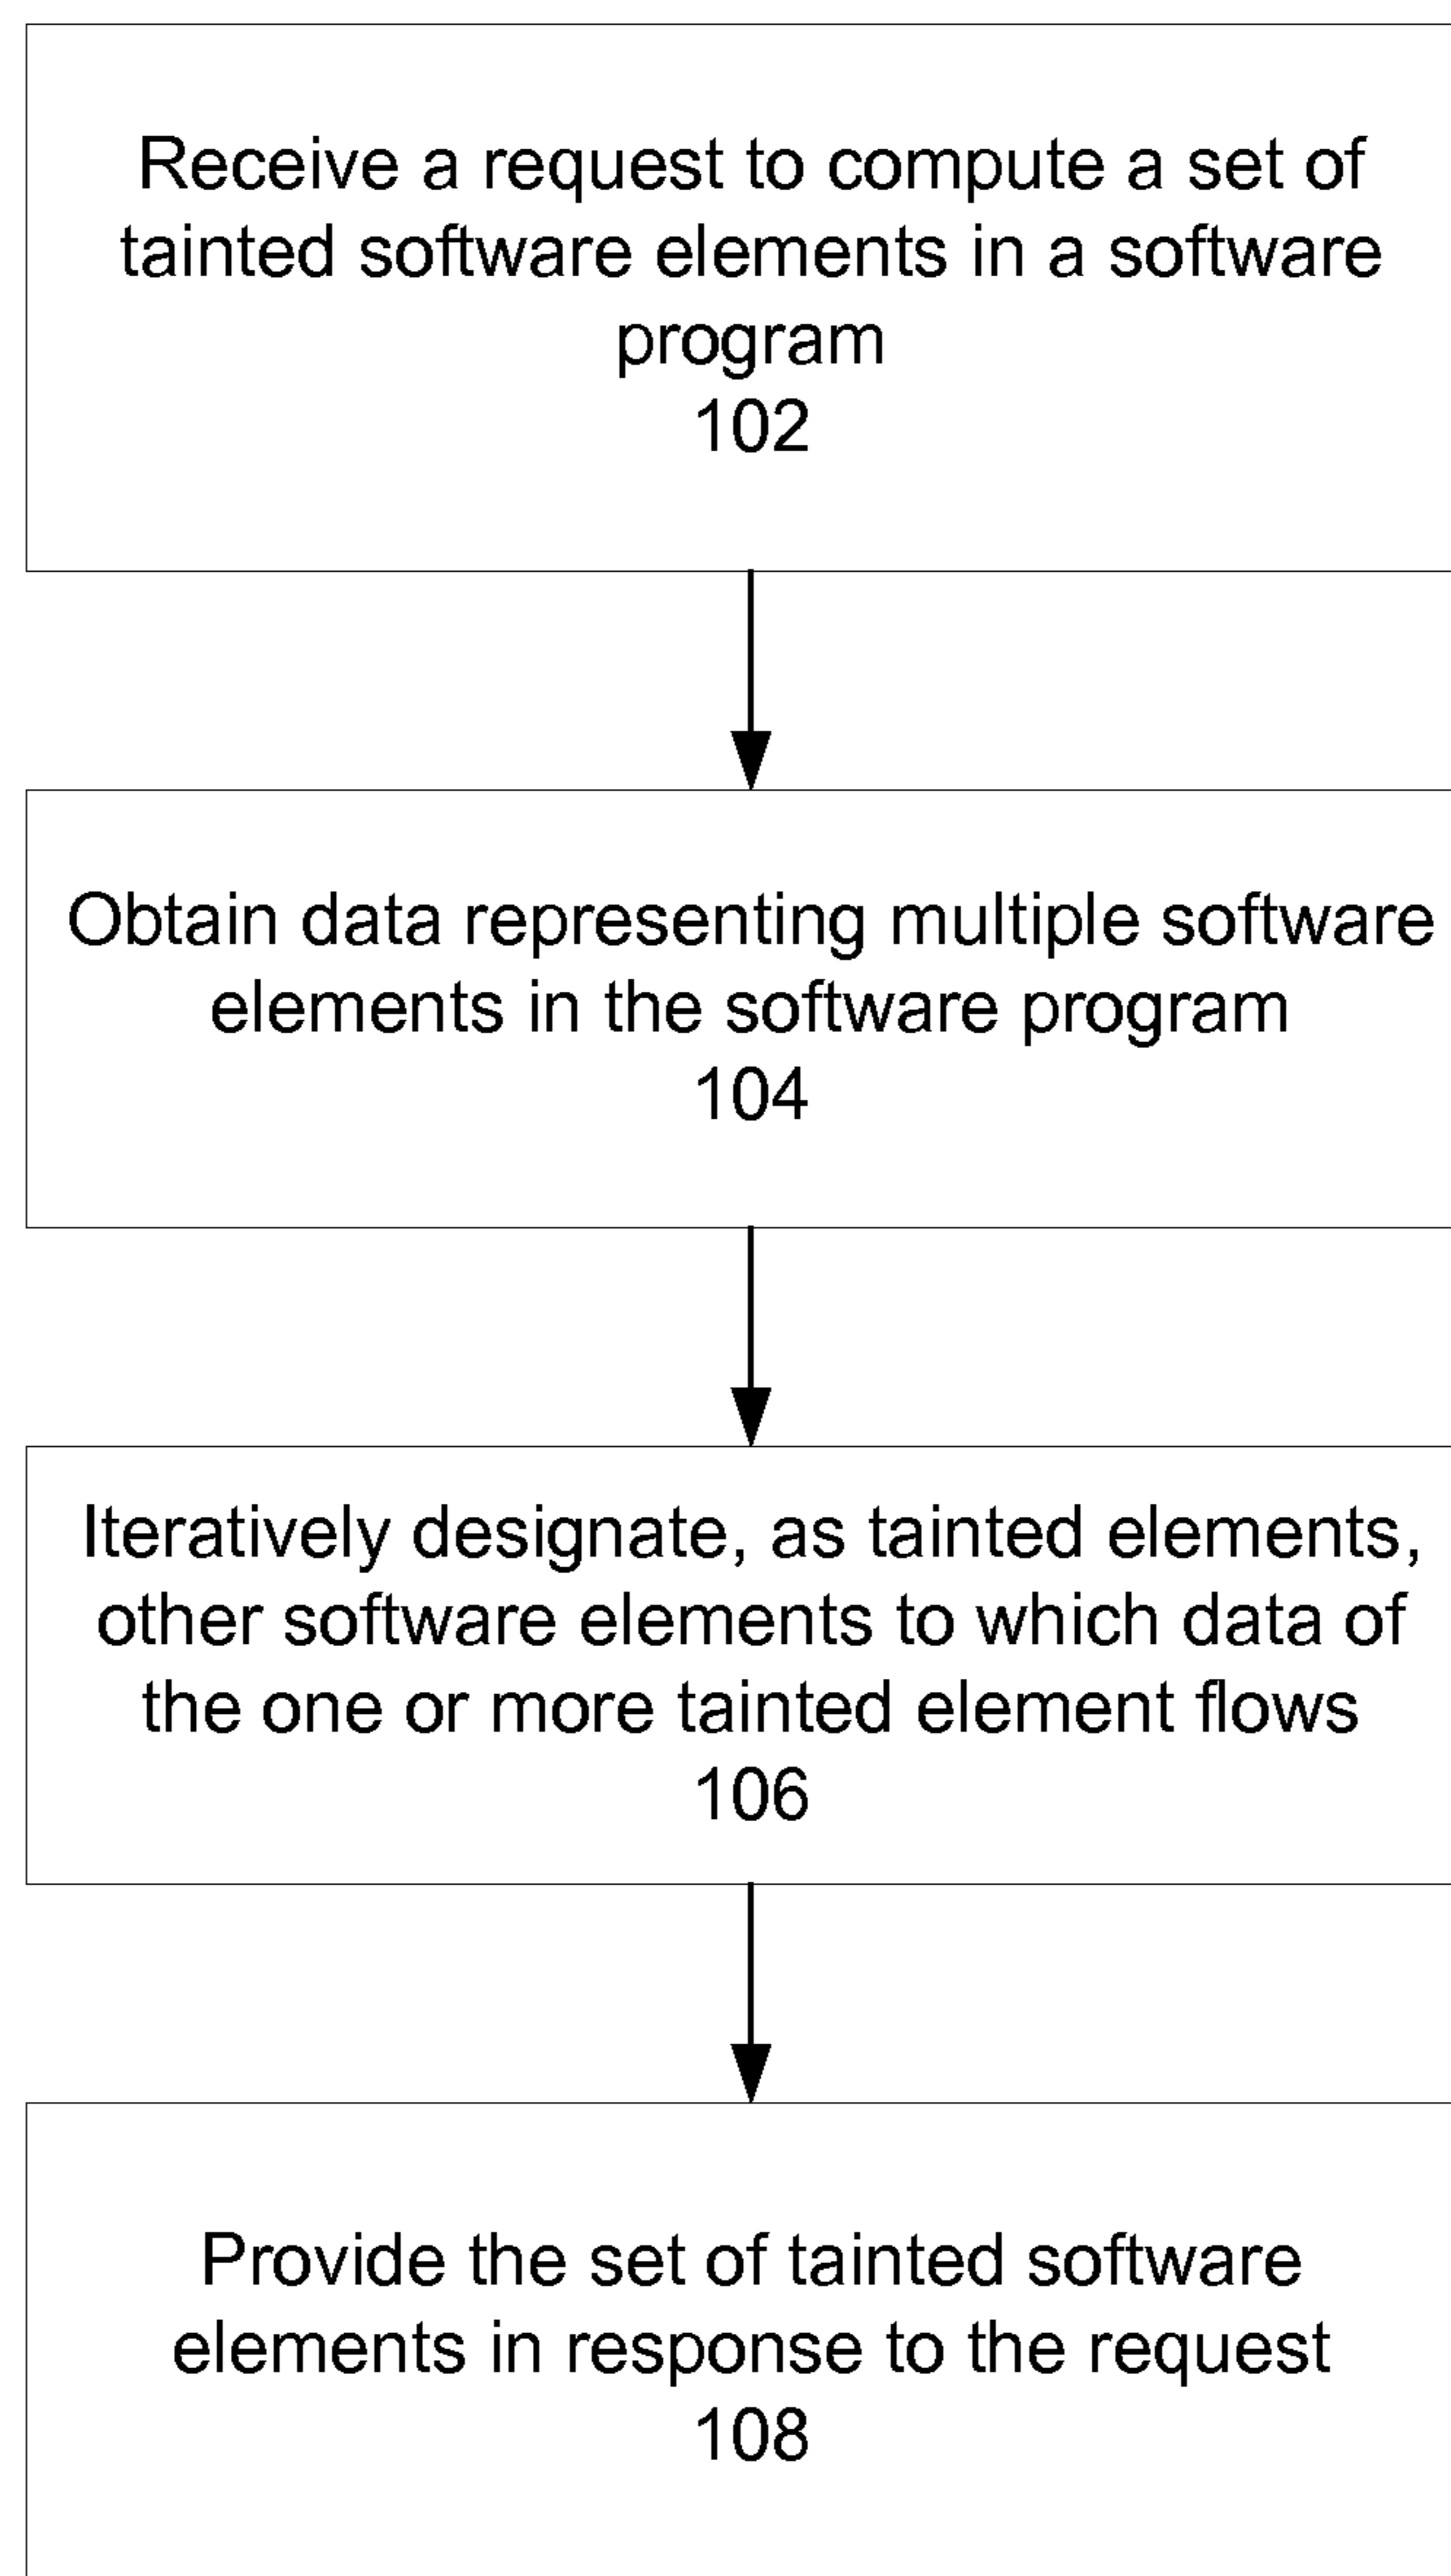 Receive a request to compute a set of
tainted software elements in a software
program
102
Obtain data representing multiple software
elements in the software program
104
Iteratively designate, as tainted elements,
other software elements to which data of
the one or more tainted element flows
106
Provide the set of tainted software
elements in response to the request
108